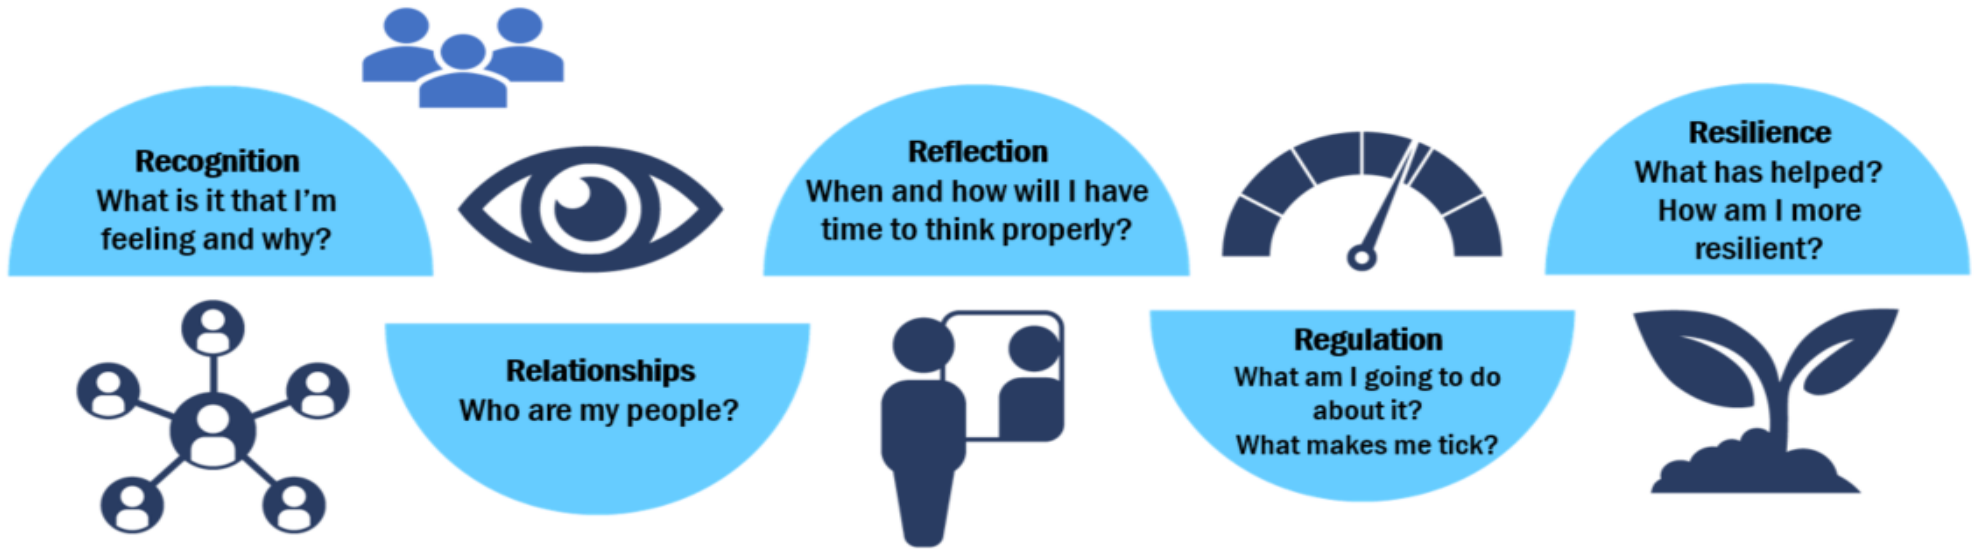 Recognition
What is it that I'm
feeling and why?
Relationships
Who are my people?
Reflection
When and how will I have
time to think properly?
Regulation
What am I going to do
about it?
What makes me tick?
Resilience
What has helped?
How am I more
resilient?